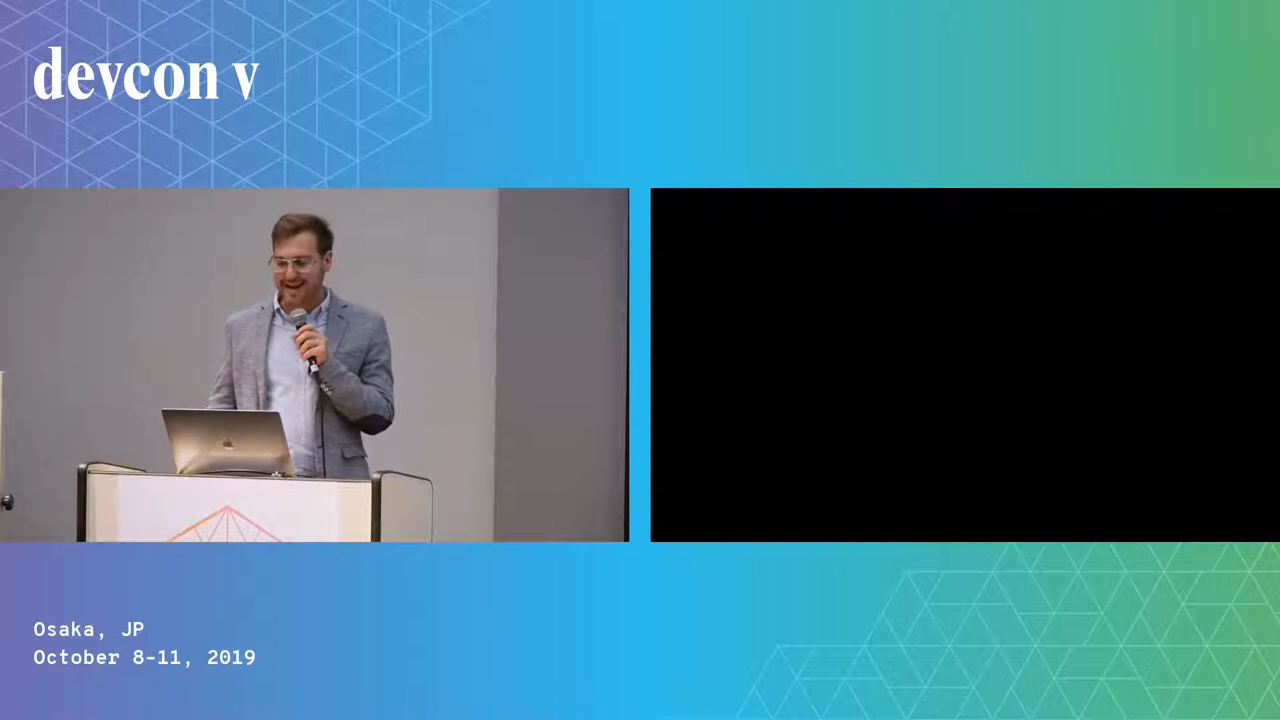 devcon v
Osaka, JP
October 8-11, 2019